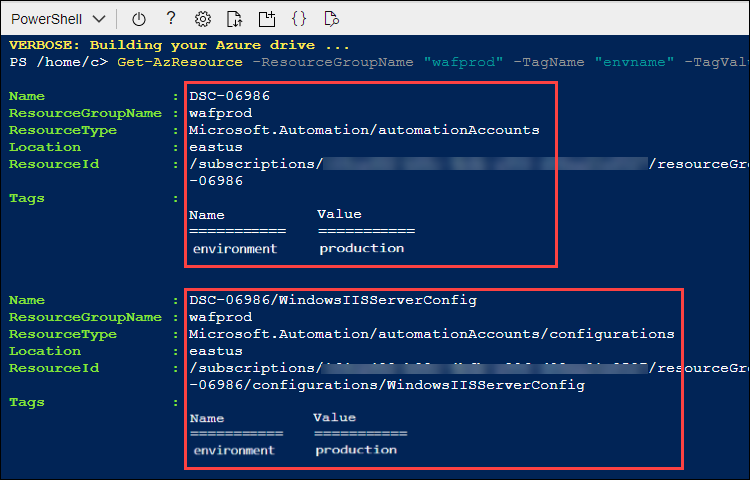 PowerShell
VERBOSE: Building your Azure drive ...
PS /home/c> Get-AzResource -ResourceGroupName "wafprod" -TagName "envname" -TagValu
Name : DSC-06986
ResourceGroupName : wafprod
ResourceType : Microsoft.Automation/automationAccounts
Location : eastus
ResourceId : /subscriptions/ /resourceGro
-06986
Tags :
Name Value
=========== ===========
environment production
Name : DSC-06986/WindowsIISServerConfig
ResourceGroupName : wafprod
ResourceType : Microsoft.Automation/automationAccounts/configurations
Location : eastus
ResourceId : /subscriptions/ /resourceGro
-06986/configurations/WindowsIISServerConfig
Tags :
Name Value
=========== ===========
environment production